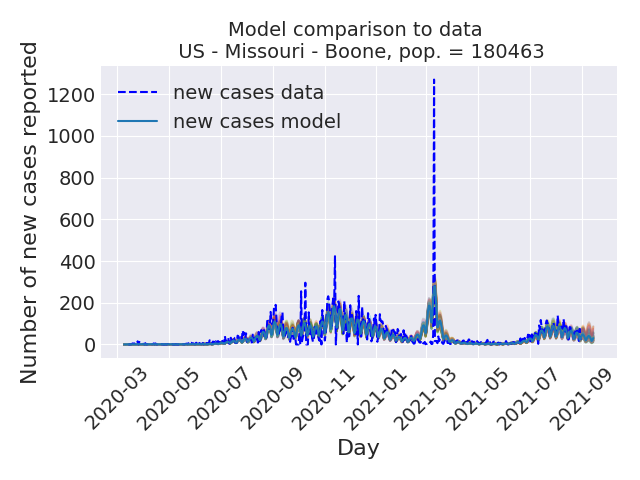 Model comparison to data
US - Missouri - Boone, pop. = 180463
Number of new cases reported
1200
1000
800
600
400
200
0
new cases data
new cases model
2020-03
2020-05
2020-07
2020-09
2020-11
2021-01
2021-03
2021-05
2021-07
2021-09
Day